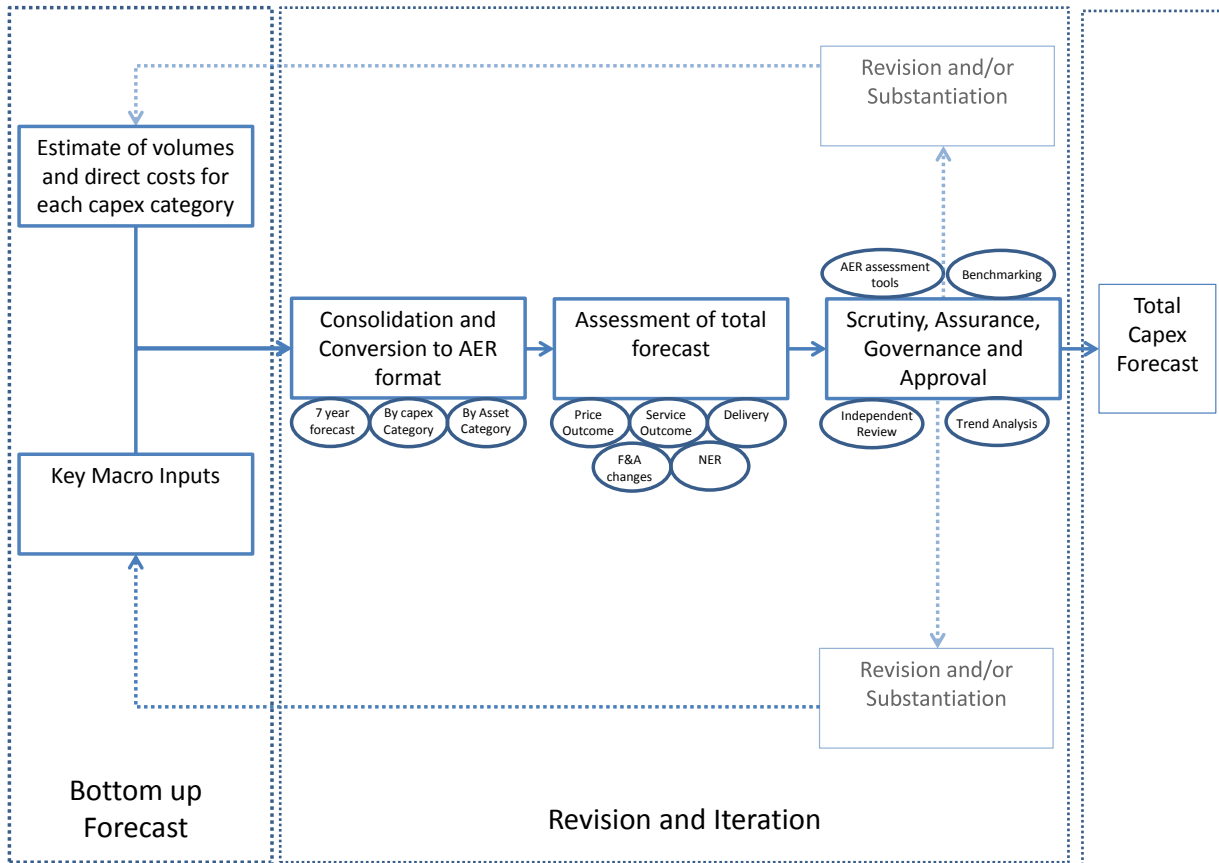 Revision and/or
Substantiation
Estimate of volumes
and direct costs for
each capex category
AER assessment
tools
Benchmarking
Consolidation and
Conversion to AER
format
Assessment of total
forecast
Scrutiny, Assurance,
Governance and
Approval
Total
Capex
Forecast
7 year
forecast
By capex
Category
By Asset
Category
Price
Outcome
Service
Outcome
Delivery
F&A
changes
NER
Independent
Review
Trend Analysis
Key Macro Inputs
Revision and/or
Substantiation
Bottom up
Forecast
Revision and Iteration